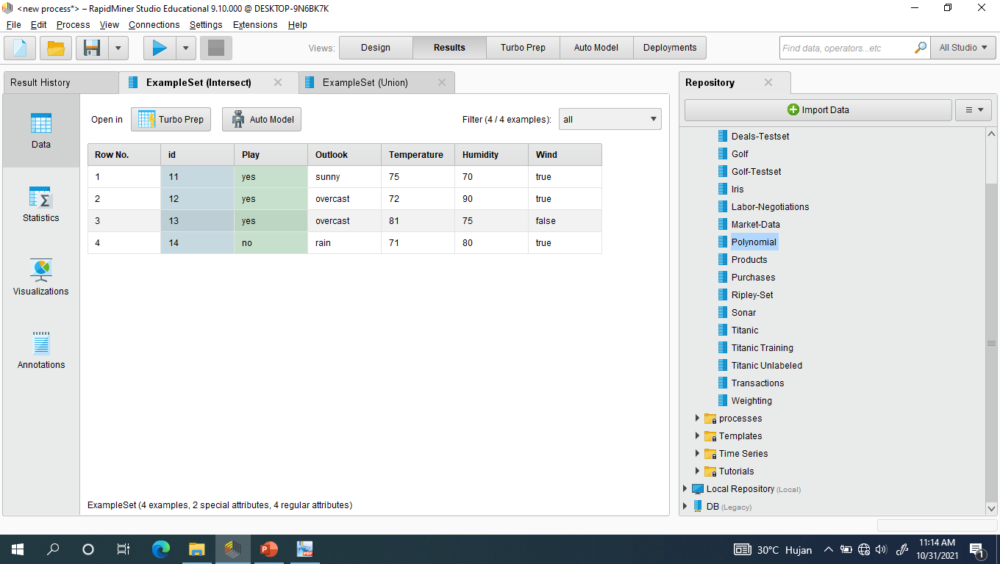 <new process*> – RapidMiner Studio Educational 9.10.000 @ DESKTOP-9N6BK7K
File Edit Process View Connections Settings Extensions Help
Views: Design Results Turbo Prep Auto Model Deployments Find data, operators...etc All Studio
Result History ExampleSet (Intersect) ExampleSet (Union)
Data
Statistics
Visualizations
Annotations
Open in Turbo Prep Auto Model Filter (4 / 4 examples): all
Row No. id Play Outlook Temperature Humidity Wind
1 11 yes sunny 75 70 true
2 12 yes overcast 72 90 true
3 13 yes overcast 81 75 false
4 14 no rain 71 80 true
ExampleSet (4 examples, 2 special attributes, 4 regular attributes)
Repository
Import Data
Deals-Testset
Golf
Golf-Testset
Iris
Labor-Negotiations
Market-Data
Polynomial
Products
Purchases
Ripley-Set
Sonar
Titanic
Titanic Training
Titanic Unlabeled
Transactions
Weighting
processes
Templates
Time Series
Tutorials
Local Repository (Local)
DB (Legacy)
30°C Hujan
11:14 AM
10/31/2021
1